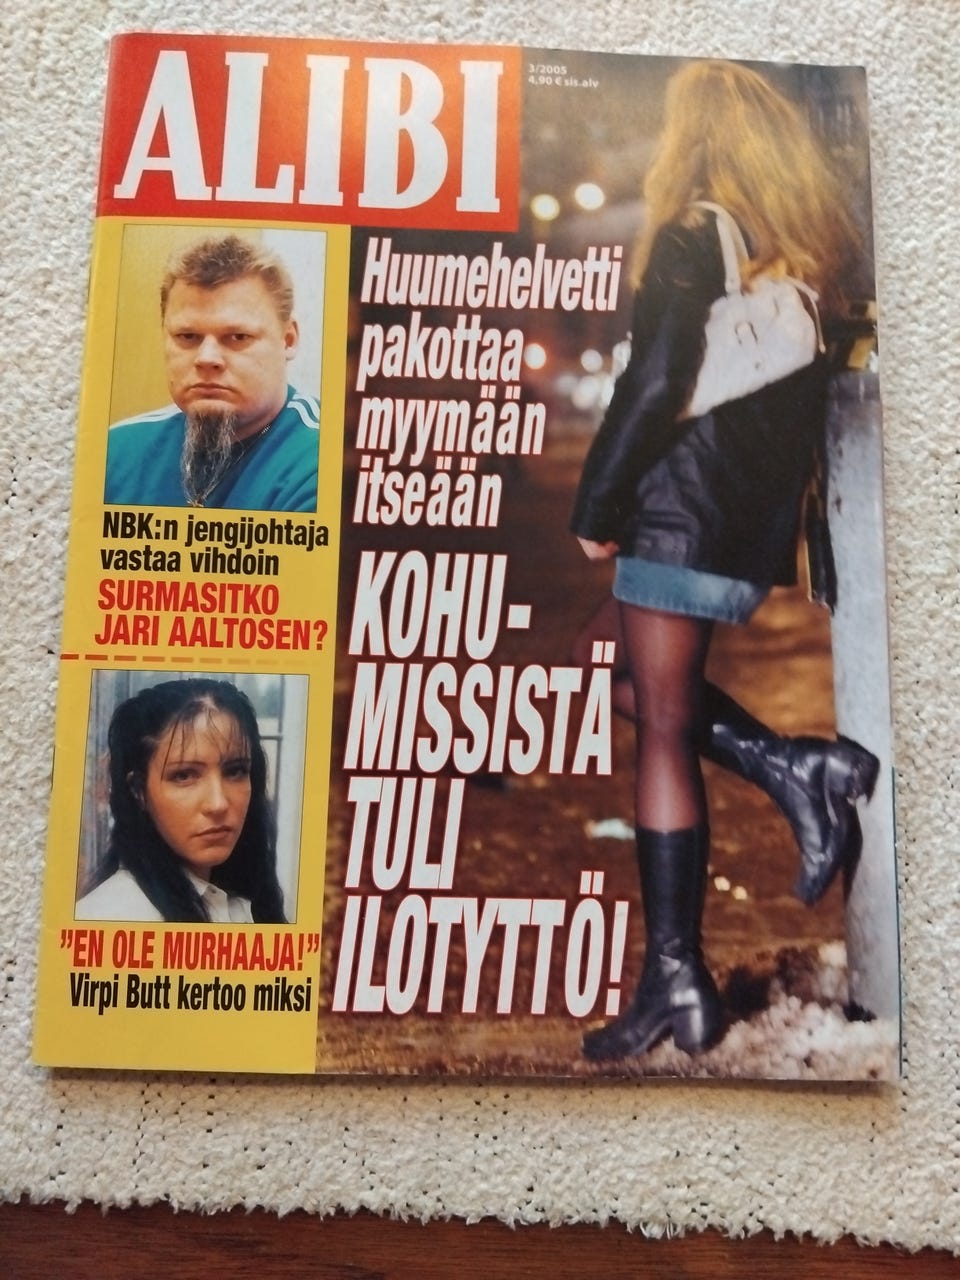 ALIBI
3/2005
4,90 € sis.alv
Huumehelvetti
pakottaa
myymään
itseään
KOHU-
MISSISTÄ
TULI
ILOTYTTÖ!
NBK:n jengijohtaja
vastaa vihdoin
SURMASITKO
JARI AALTOSEN?
”EN OLE MURHAAJA!”
Virpi Butt kertoo miksi